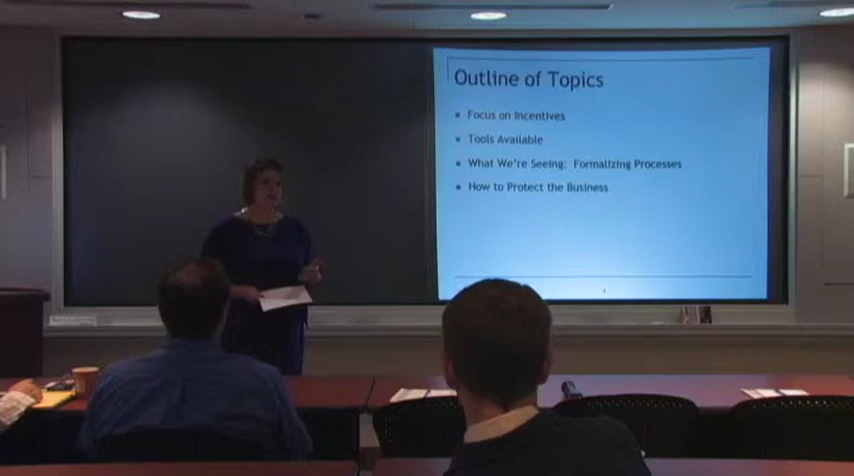 Outline of Topics
Focus on Incentives
Tools Available
What We're Seeing: Formalizing Processes
How to Protect the Business